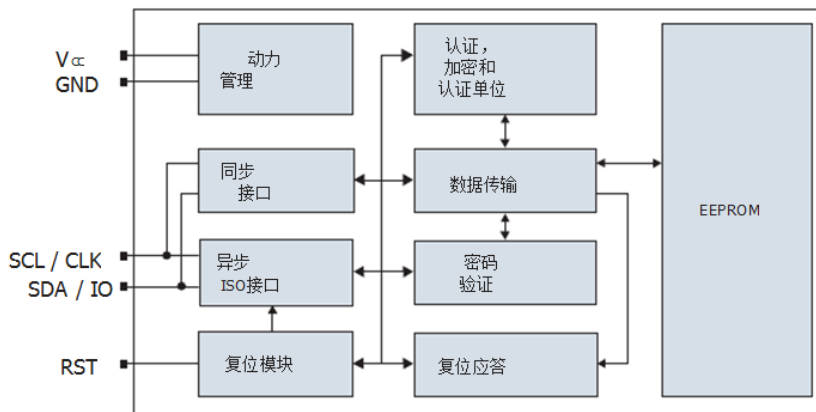 Vcc
GND
SCL / CLK
SDA / IO
RST
动力
管理
同步
接口
异步
ISO接口
复位模块
认证，
加密和
认证单位
数据传输
密码
验证
复位应答
EEPROM